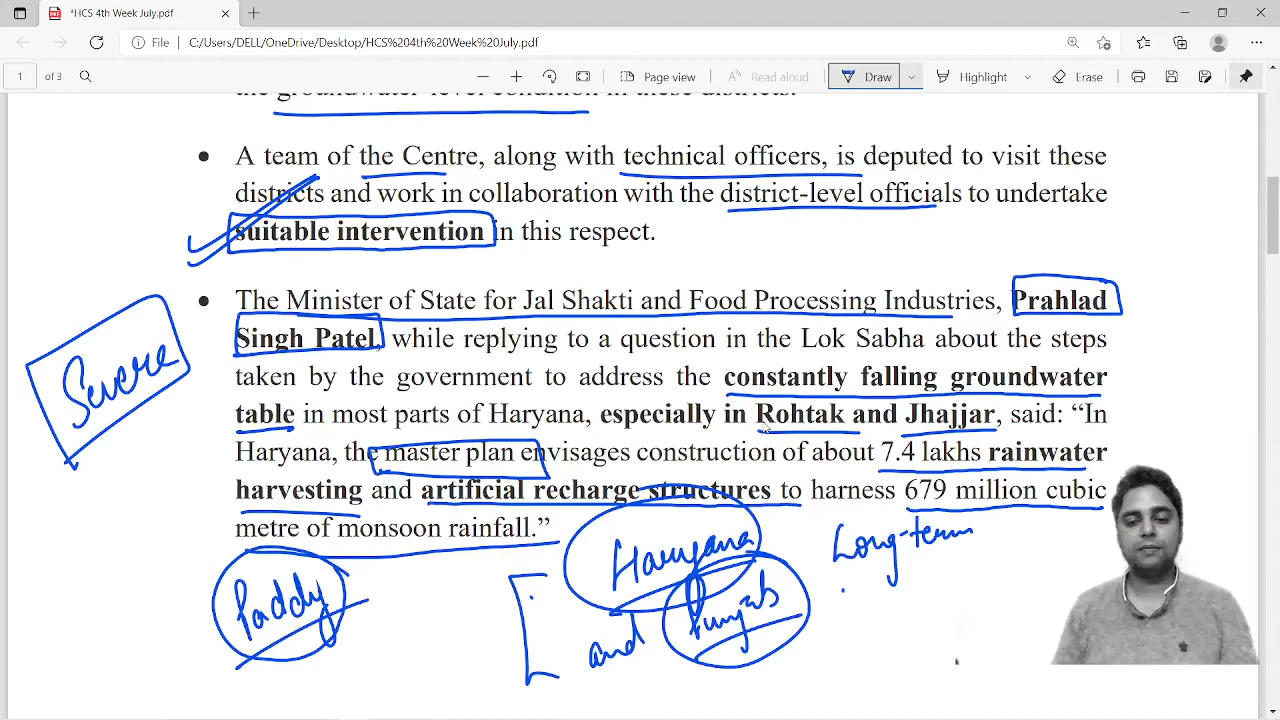 *HCS 4th Week July.pdf
File C:/Users/DELL/OneDrive/Desktop/HCS%204th%20Week%20July.pdf
1 of 3 Page view Read aloud Draw Highlight Erase
the groundwater-level condition in these districts.
• A team of the Centre, along with technical officers, is deputed to visit these
districts and work in collaboration with the district-level officials to undertake
suitable intervention in this respect.
• The Minister of State for Jal Shakti and Food Processing Industries, Prahlad
Singh Patel, while replying to a question in the Lok Sabha about the steps
taken by the government to address the constantly falling groundwater
table in most parts of Haryana, especially in Rohtak and Jhajjar, said: “In
Haryana, the master plan envisages construction of about 7.4 lakhs rainwater
harvesting and artificial recharge structures to harness 679 million cubic
metre of monsoon rainfall.”
Severe
Paddy
Haryana
and Punjab
Long-term